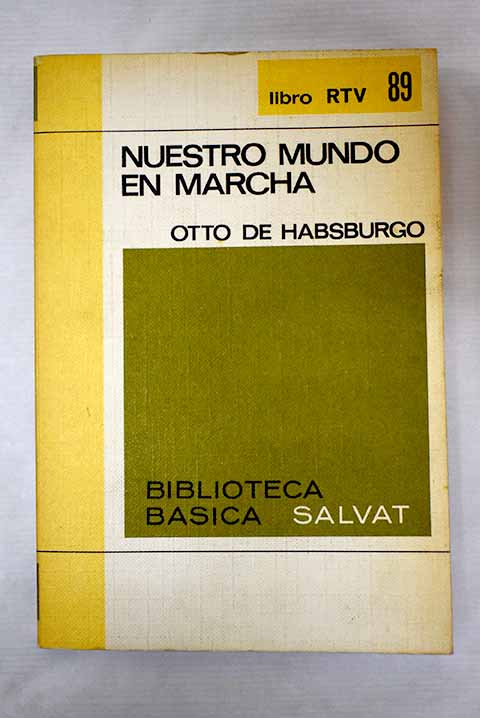 libro RTV 89
NUESTRO MUNDO
EN MARCHA
OTTO DE HABSBURGO
BIBLIOTECA
BASICA SALVAT